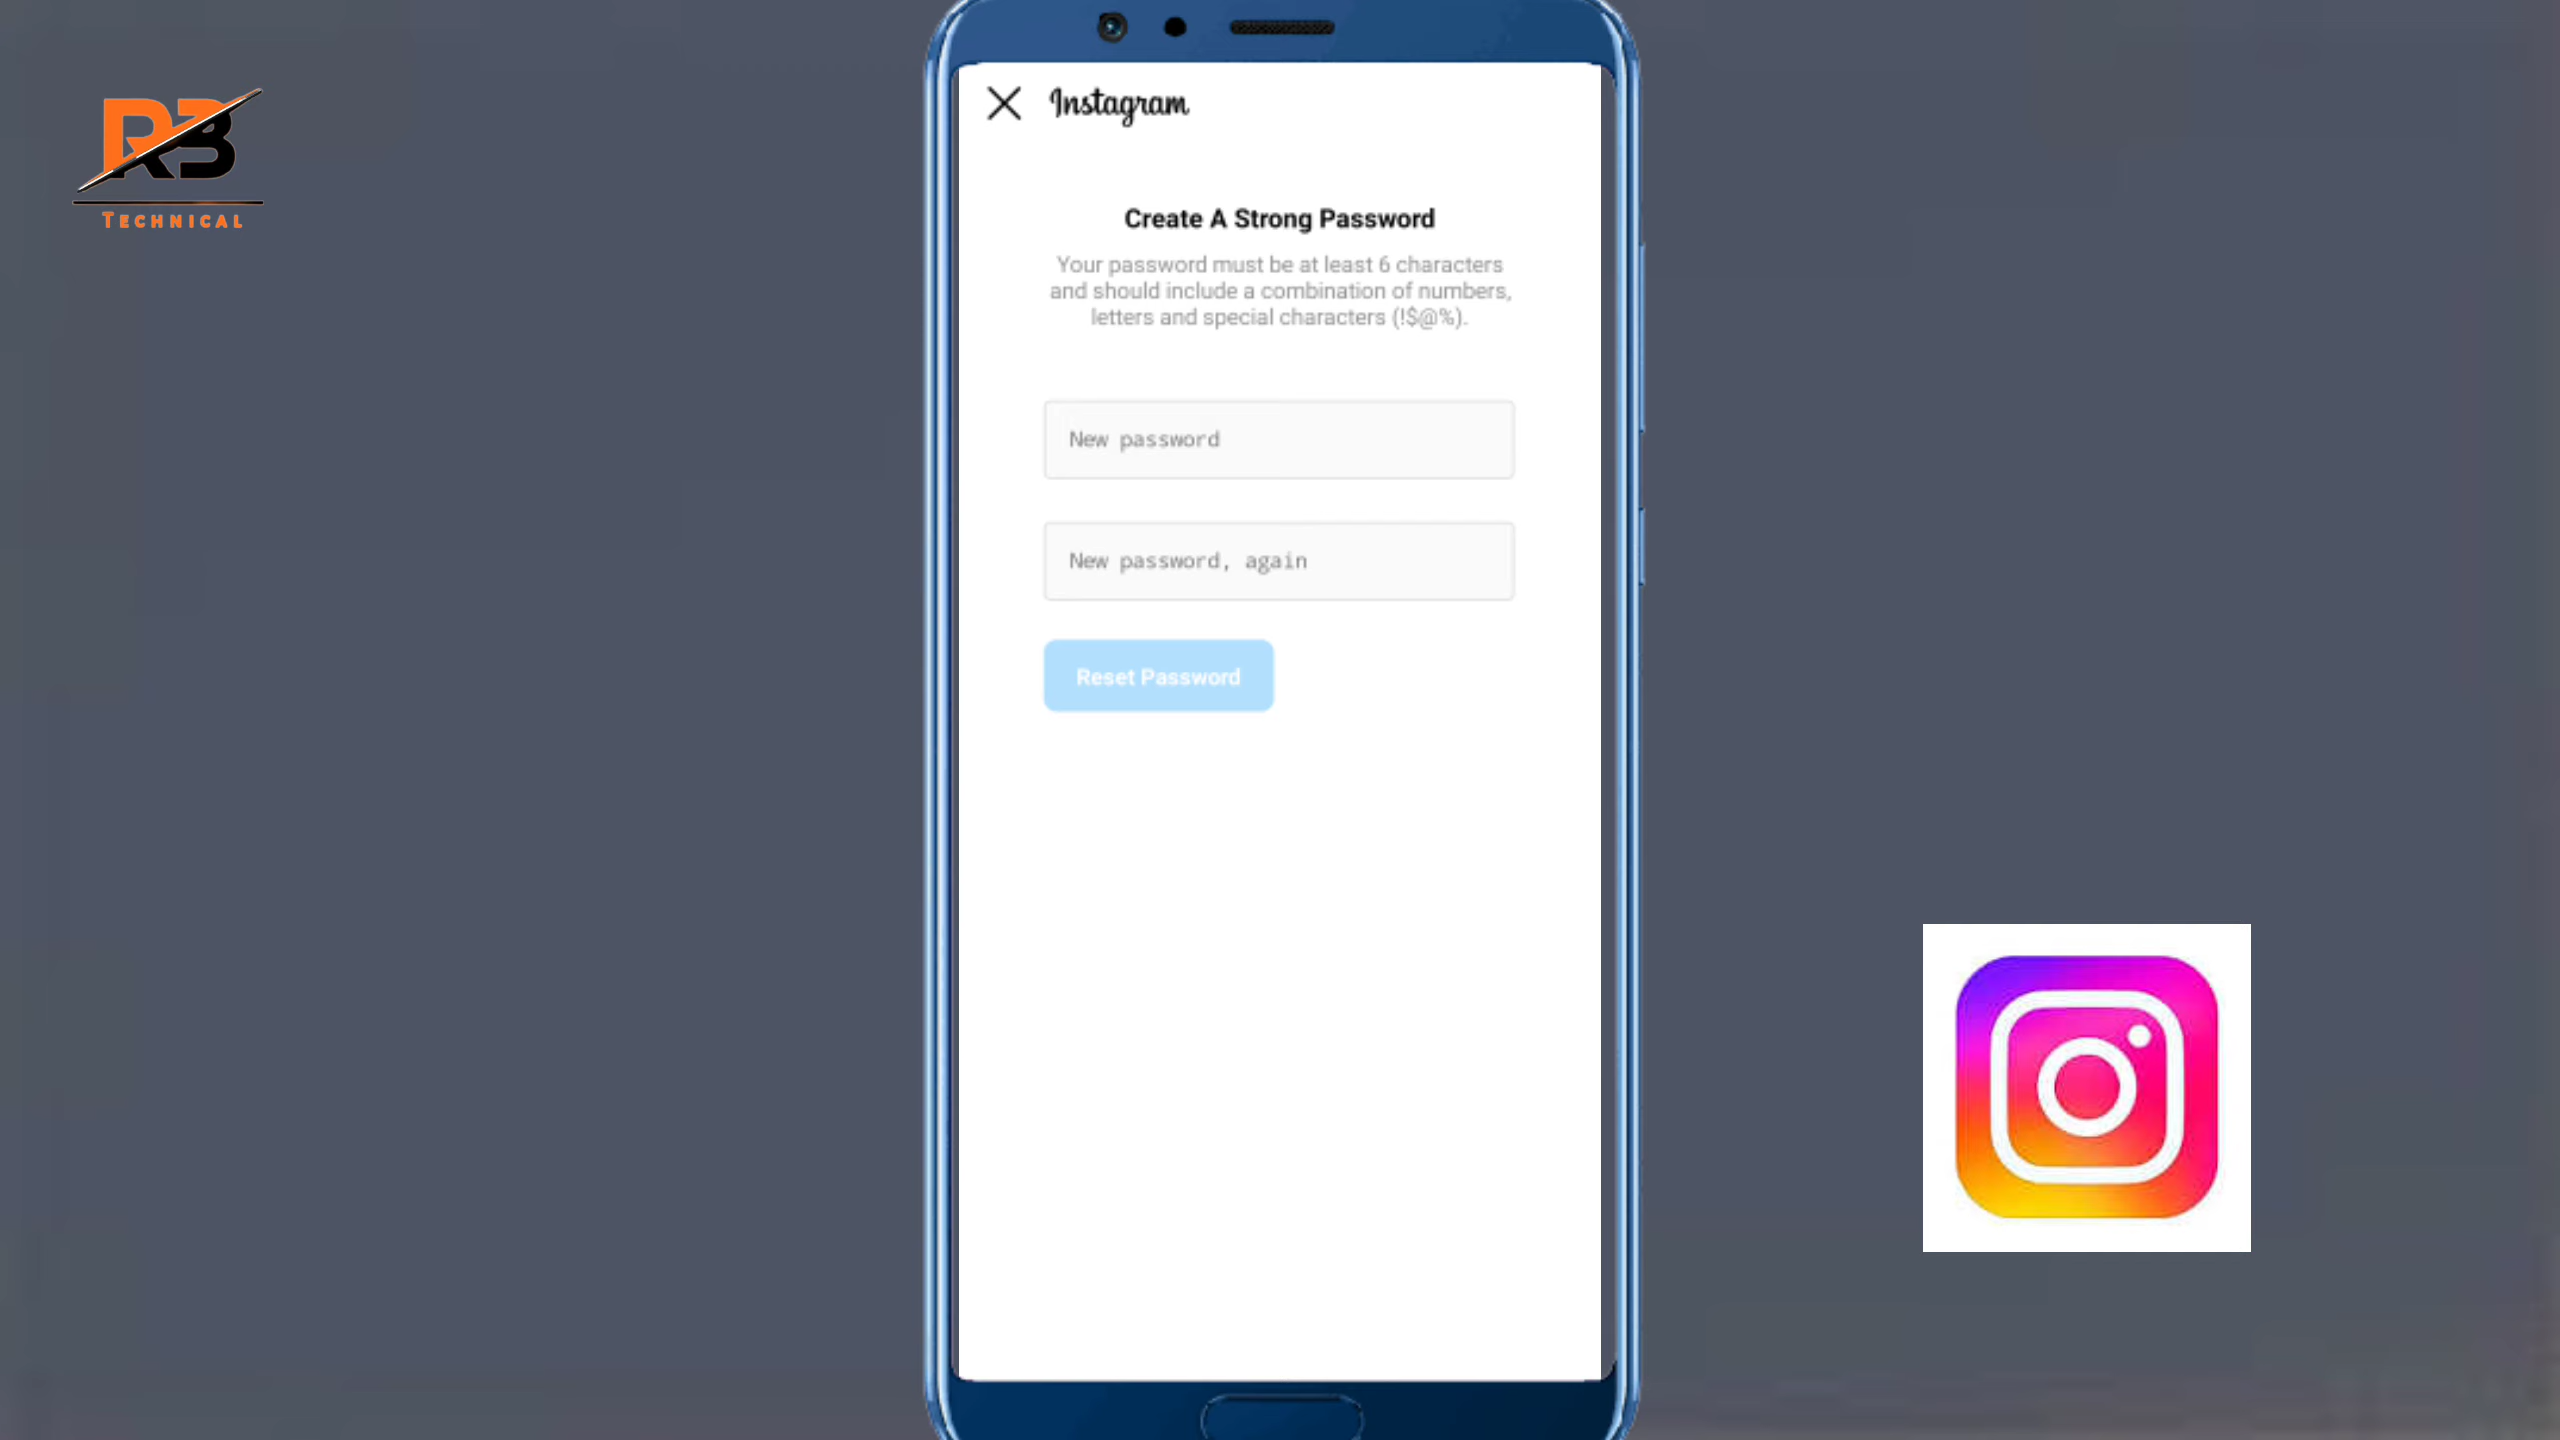 RB
TECHNICAL
Instagram
Create A Strong Password
Your password must be at least 6 characters
and should include a combination of numbers,
letters and special characters (!$@%).
New password
New password, again
Reset Password